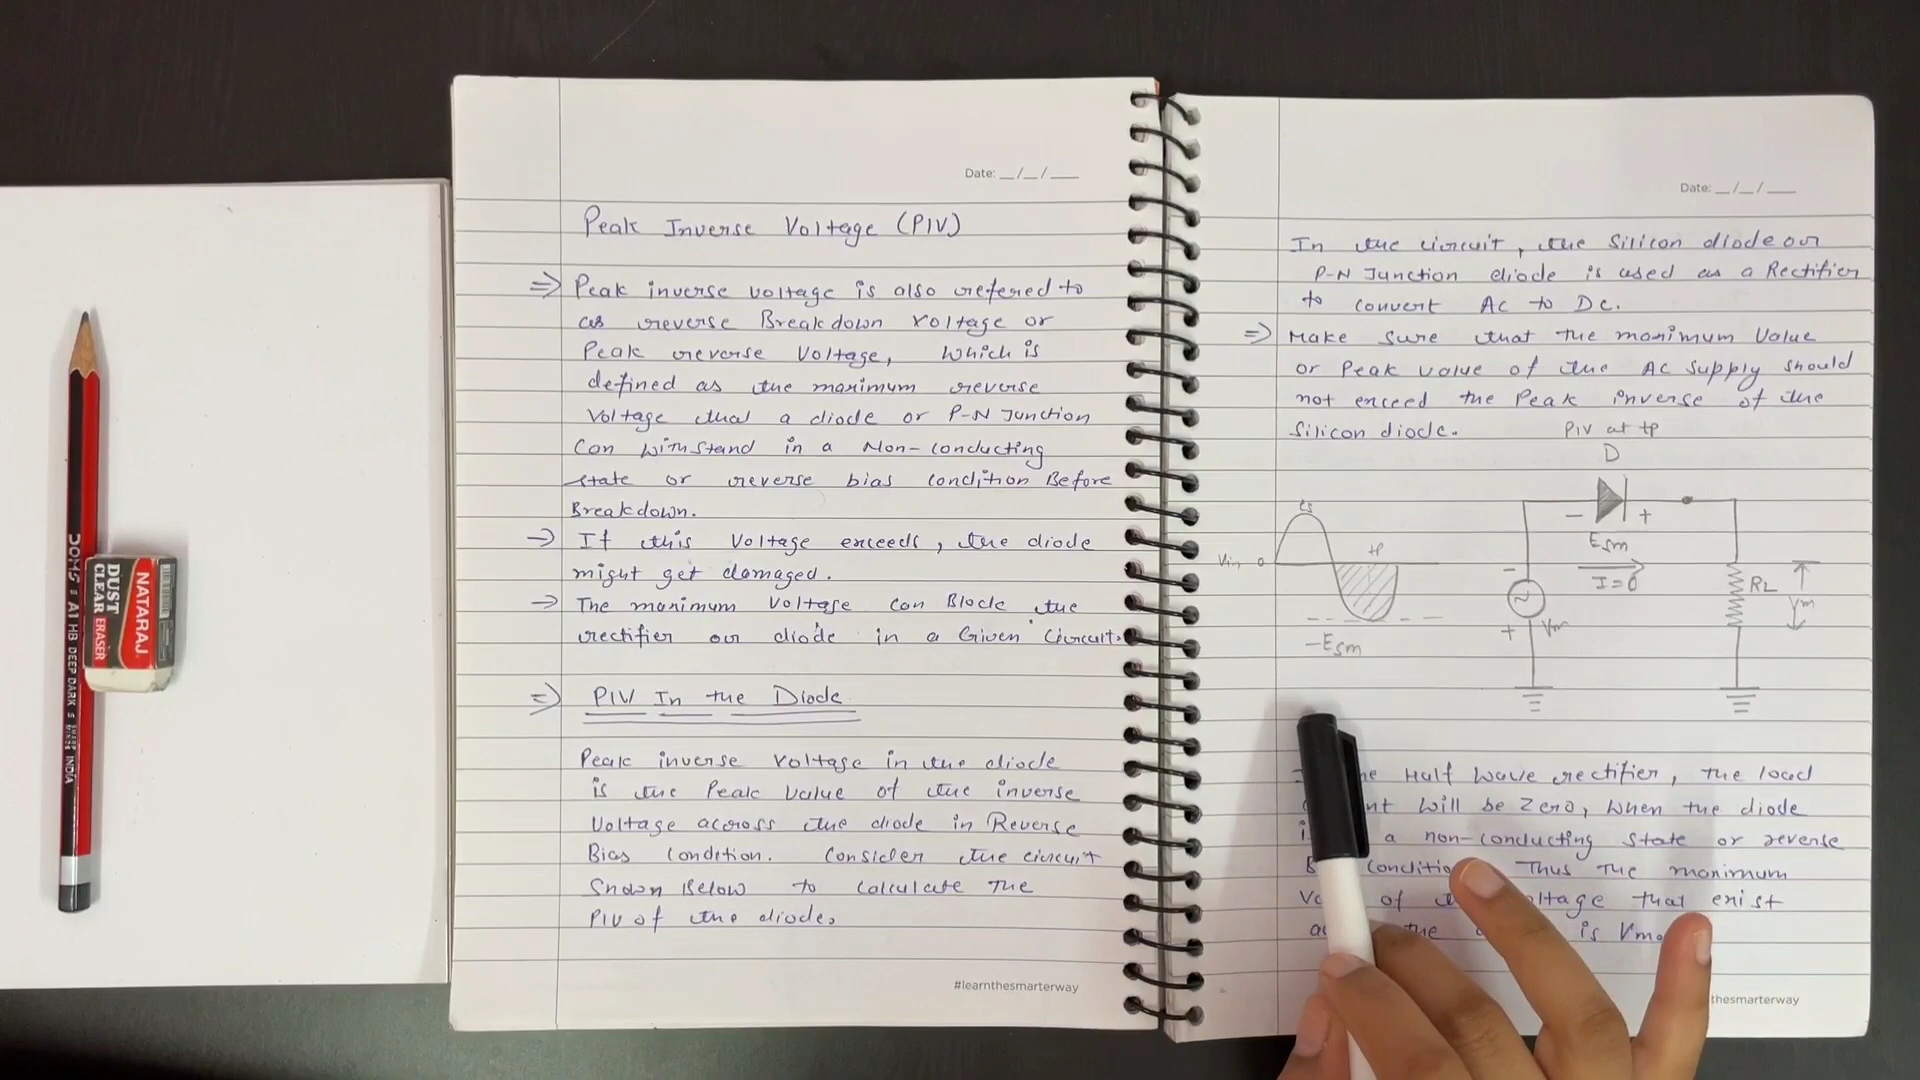 Date: __/__/____
Peak Inverse Voltage (PIV)
=> Peak inverse voltage is also refered to
as reverse Breakdown voltage or
Peak reverse Voltage, Which is
defined as the maximum reverse
Voltage that a diode or P-N Junction
Can Withstand in a Non-conducting
state or reverse bias condition Before
Breakdown.
-> If this Voltage exceeds, the diode
might get damaged.
-> The maximum Voltage can Block the
rectifier or diode in a Given Circuit.
=> PIV In the Diode
Peak inverse voltage in the diode
is the Peak value of the inverse
Voltage across the diode in Reverse
Bias Condition. Consider the circuit
Shown Below to Calculate The
PIV of the diode.
#learnthesmarterway
Date: __/__/____
In the circuit, the Silicon diode or
P-N Junction diode is used as a Rectifier
to convert AC to DC.
=> Make sure that the maximum Value
or Peak value of the AC supply should
not exceed the Peak inverse of the
Silicon diode.
PIV at tp
D
Es
- +
Esm
Vin 0
tp
I=0
-
RL
Vm
+ Vm
-Esm
Half Wave rectifier, the load
will be Zero, When the diode
a non-conducting State or reverse
Thus The maximum
of that exist
the is Vm.
thesmarterway
DOMS A1 HB DEEP DARK INDIA
NATARAJ
DUST CLEAR ERASER